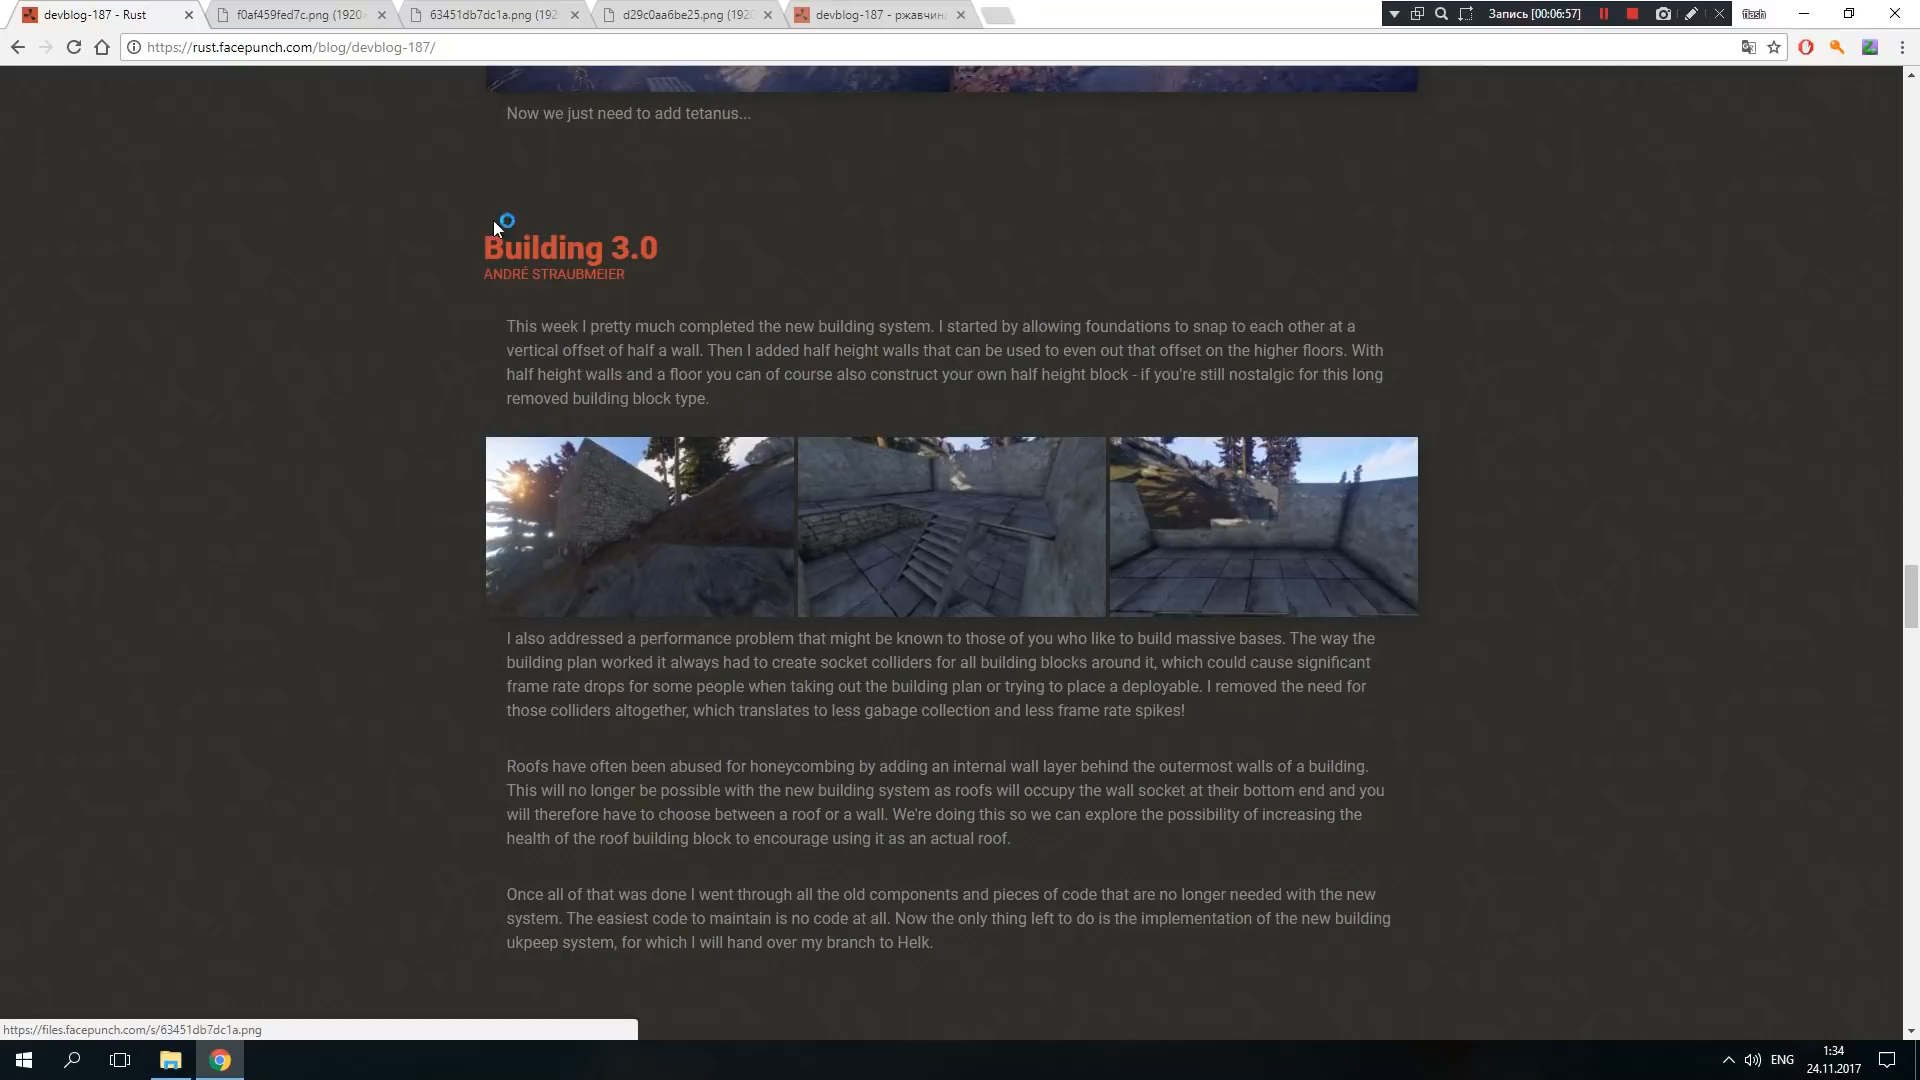 devblog-187 - Rust
f0af459fed7c.png (1920×
63451db7dc1a.png (192
d29c0aa6be25.png (1920
devblog-187 - ржавчин
Запись [00:06:57]
flash
https://rust.facepunch.com/blog/devblog-187/
Now we just need to add tetanus...
Building 3.0
ANDRÉ STRAUBMEIER
This week I pretty much completed the new building system. I started by allowing foundations to snap to each other at a
vertical offset of half a wall. Then I added half height walls that can be used to even out that offset on the higher floors. With
half height walls and a floor you can of course also construct your own half height block - if you're still nostalgic for this long
removed building block type.
I also addressed a performance problem that might be known to those of you who like to build massive bases. The way the
building plan worked it always had to create socket colliders for all building blocks around it, which could cause significant
frame rate drops for some people when taking out the building plan or trying to place a deployable. I removed the need for
those colliders altogether, which translates to less gabage collection and less frame rate spikes!
Roofs have often been abused for honeycombing by adding an internal wall layer behind the outermost walls of a building.
This will no longer be possible with the new building system as roofs will occupy the wall socket at their bottom end and you
will therefore have to choose between a roof or a wall. We're doing this so we can explore the possibility of increasing the
health of the roof building block to encourage using it as an actual roof.
Once all of that was done I went through all the old components and pieces of code that are no longer needed with the new
system. The easiest code to maintain is no code at all. Now the only thing left to do is the implementation of the new building
ukpeep system, for which I will hand over my branch to Helk.
https://files.facepunch.com/s/63451db7dc1a.png
ENG
1:34
24.11.2017